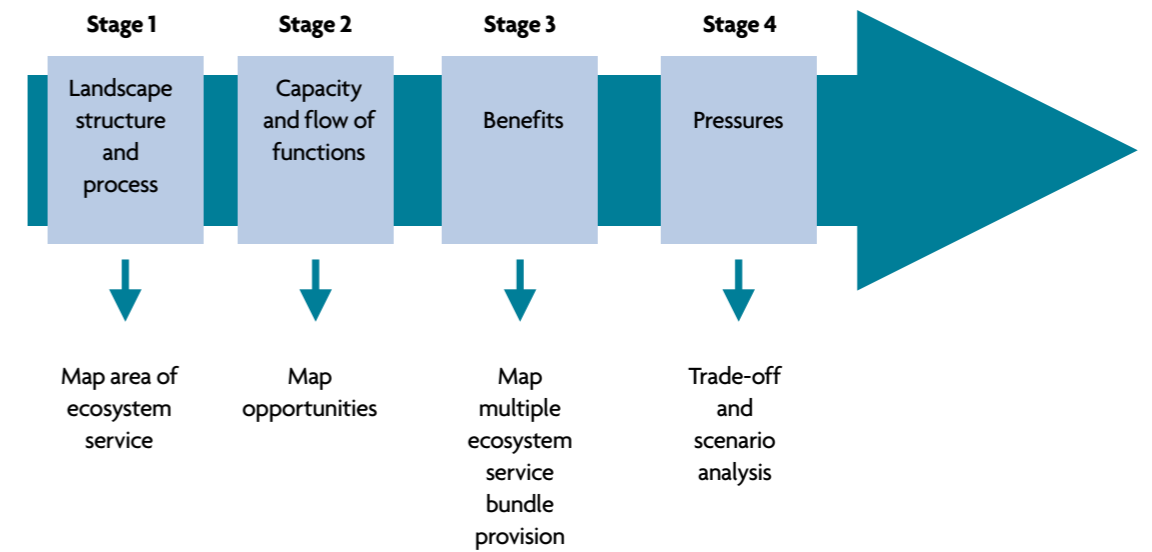 Stage 1
Stage 2
Stage 3
Stage 4
Landscape
structure
and
process
Capacity
and flow of
functions
Benefits
Pressures
Map area of
ecosystem
service
Map
opportunities
Map
multiple
ecosystem
service
bundle
provision
Trade-off
and
scenario
analysis